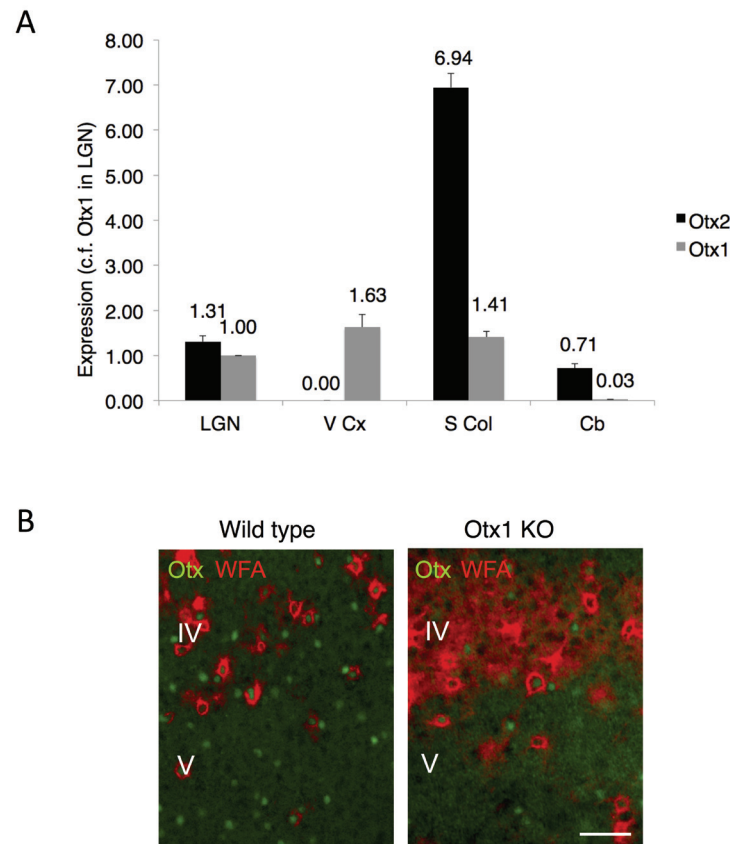 A
Expression (c.f. Otx1 in LGN)
8.00
7.00
6.00
5.00
4.00
3.00
2.00
1.00
0.00
1.31
1.00
0.00
1.63
6.94
1.41
0.71
0.03
LGN
V Cx
S Col
Cb
Otx2
Otx1
B
Wild type
Otx1 KO
Otx WFA
IV
V
Otx WFA
IV
V